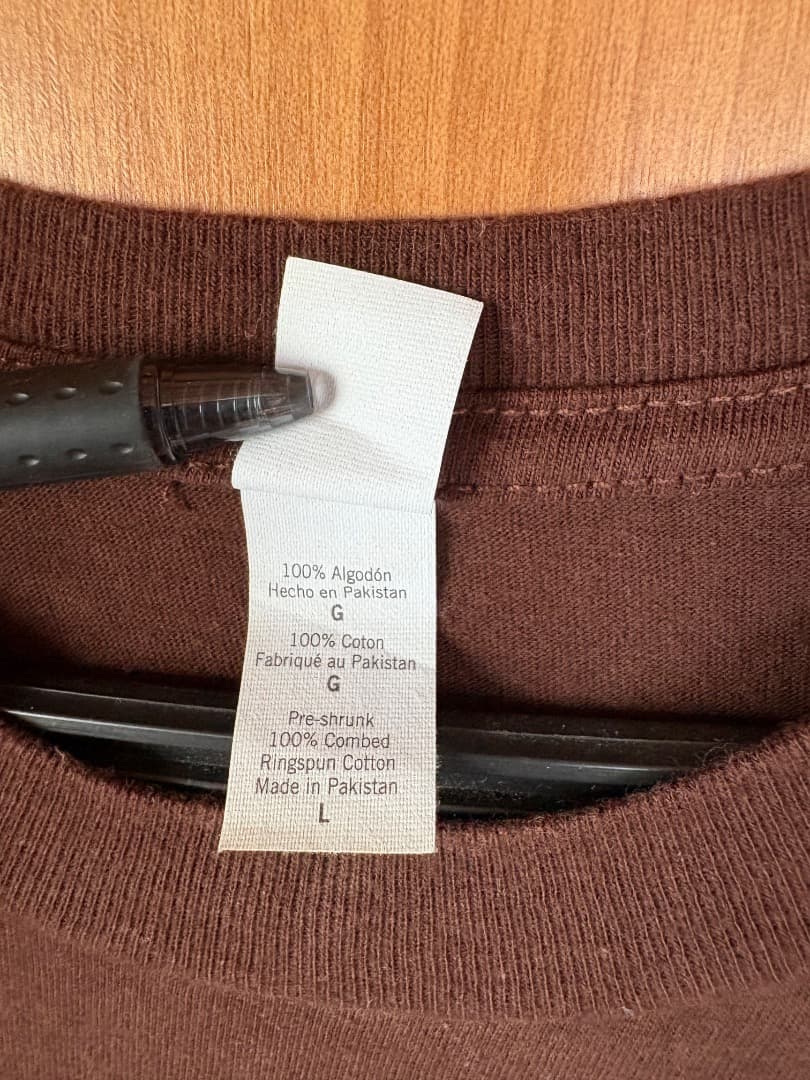 100% Algodón
Hecho en Pakistan
G
100% Coton
Fabriqué au Pakistan
G
Pre-shrunk
100% Combed
Ringspun Cotton
Made in Pakistan
L